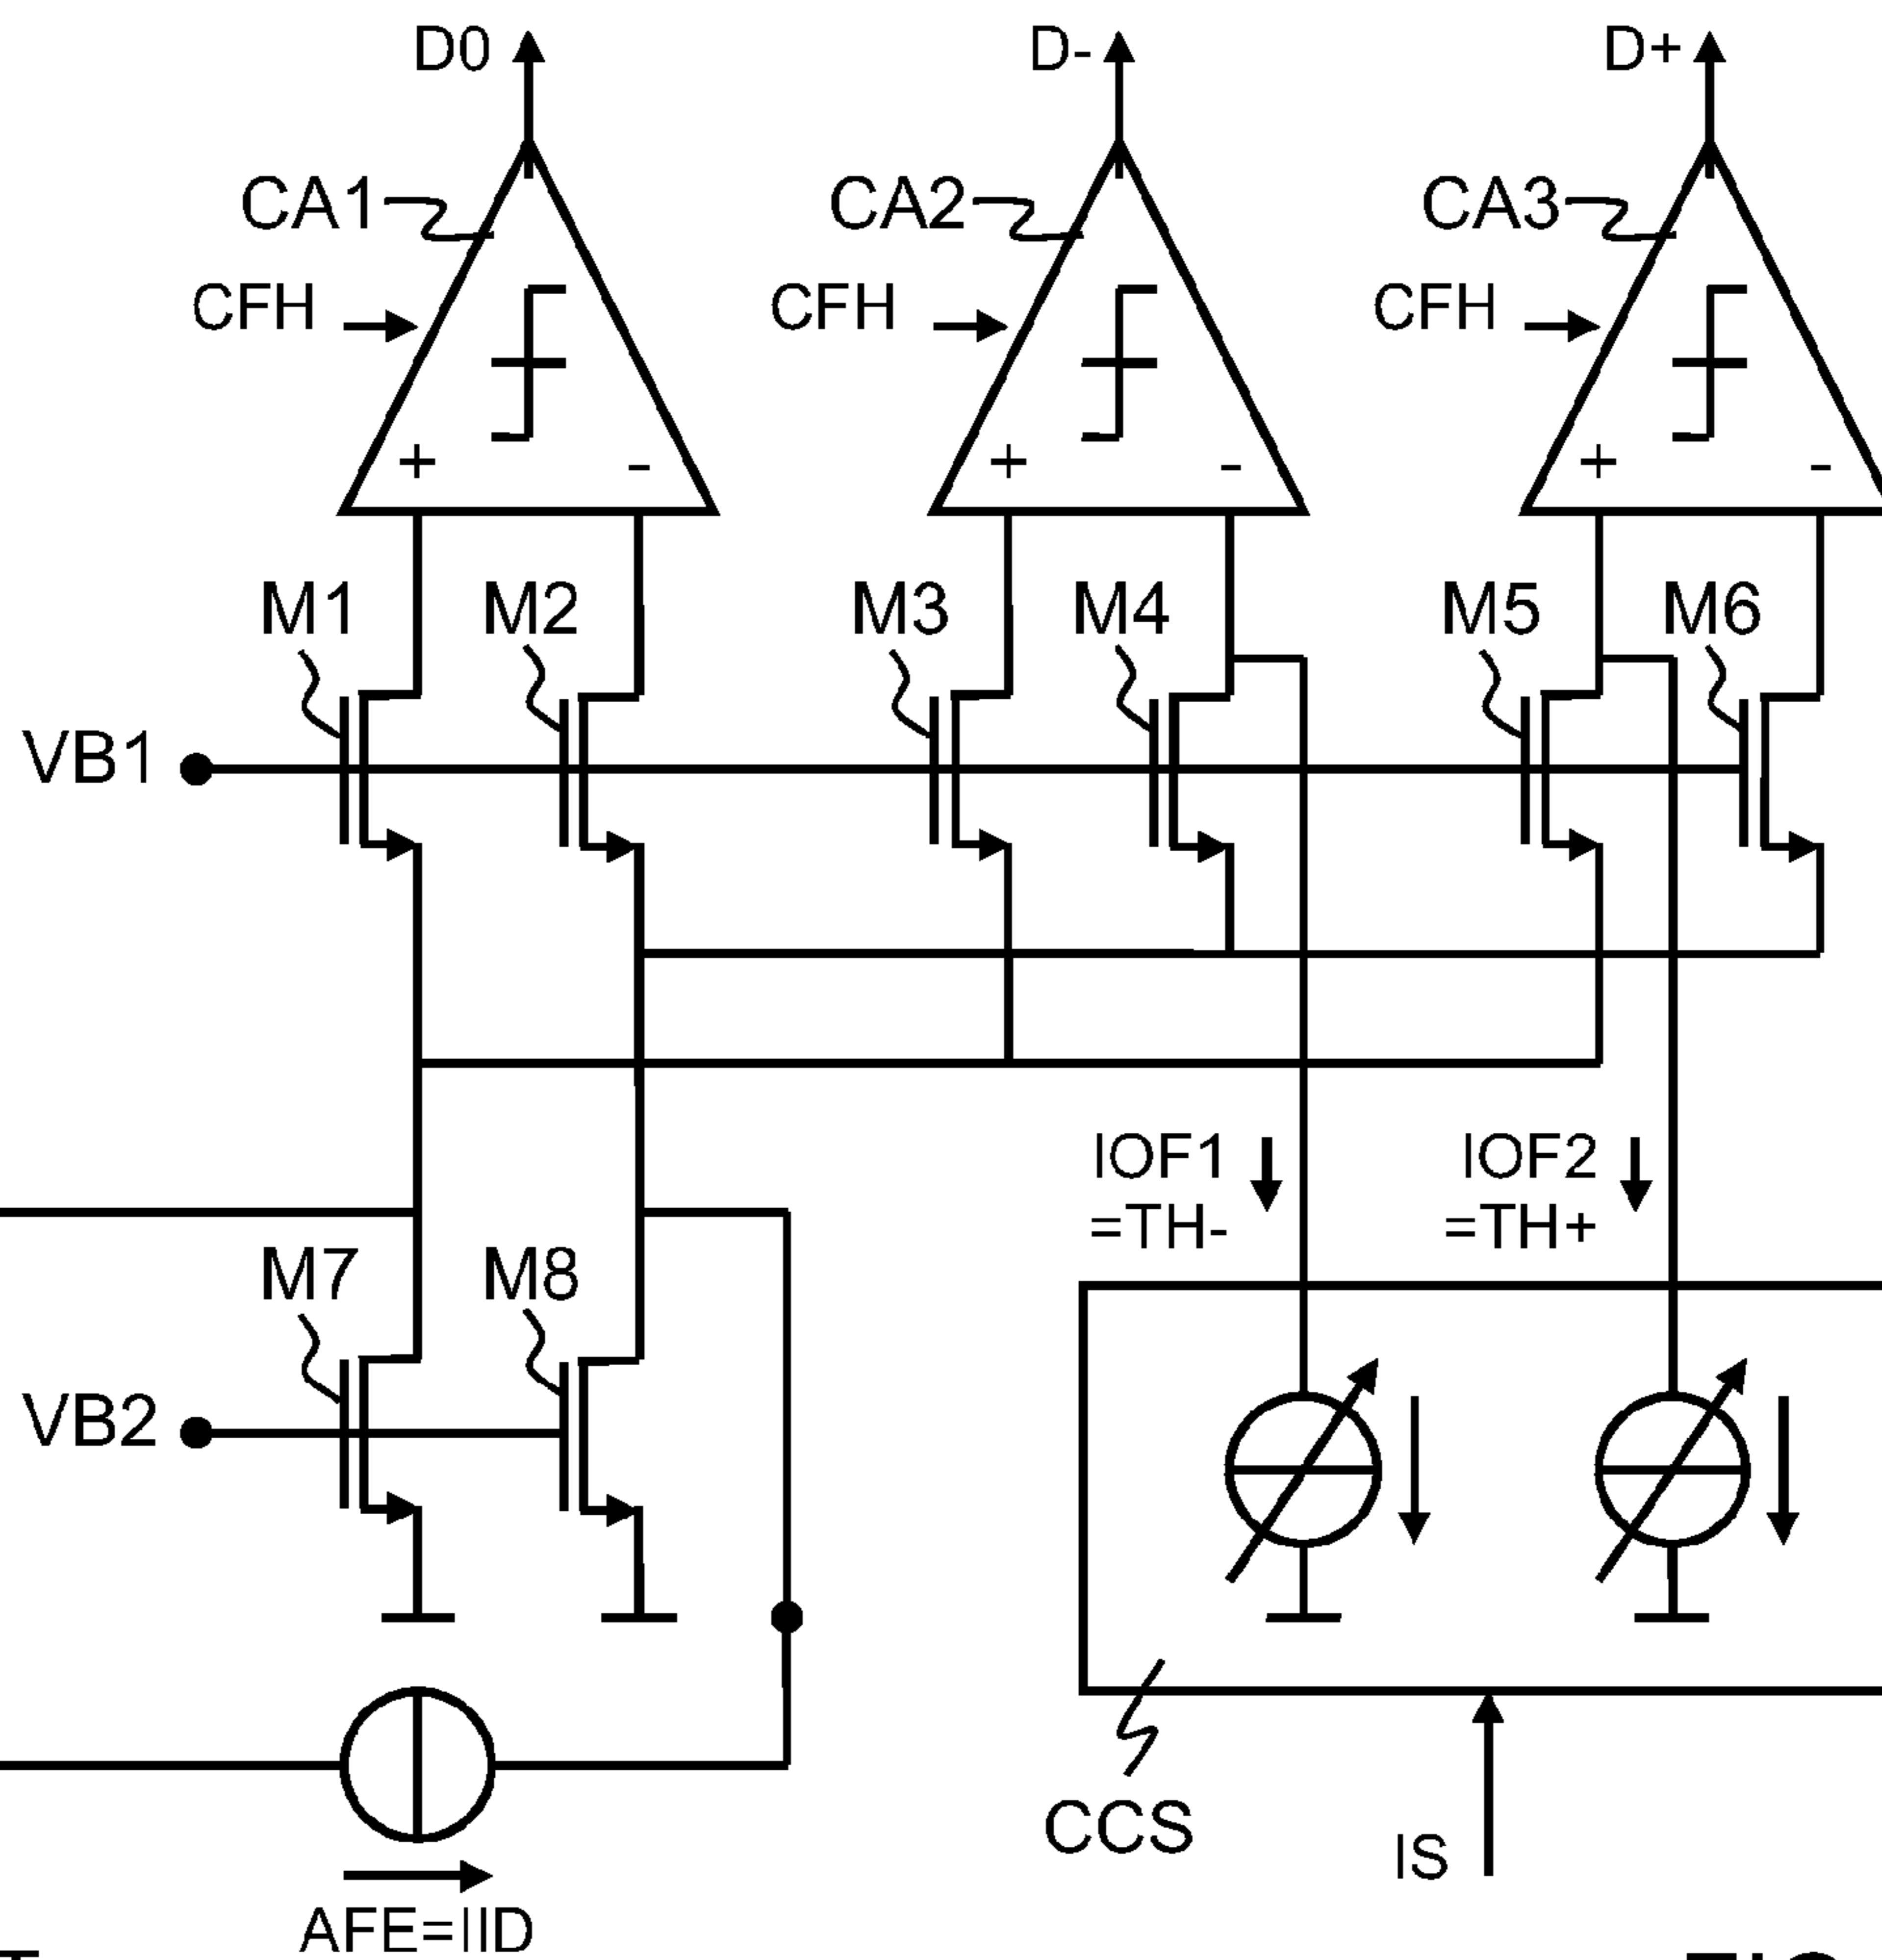 D0 D- D+
CA1 CA2 CA3
CFH CFH CFH
+ - + - + -
M1 M2 M3 M4 M5 M6
VB1
IOF1 IOF2
=TH- =TH+
M7 M8
VB2
CCS
IS
AFE=IID